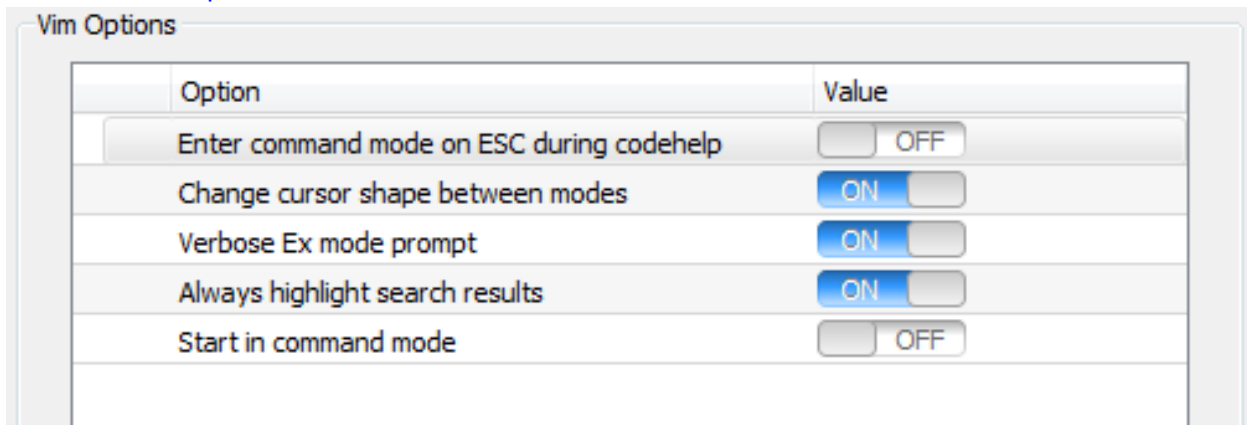 Vim Options
Option Value
Enter command mode on ESC during codehelp OFF
Change cursor shape between modes ON
Verbose Ex mode prompt ON
Always highlight search results ON
Start in command mode OFF